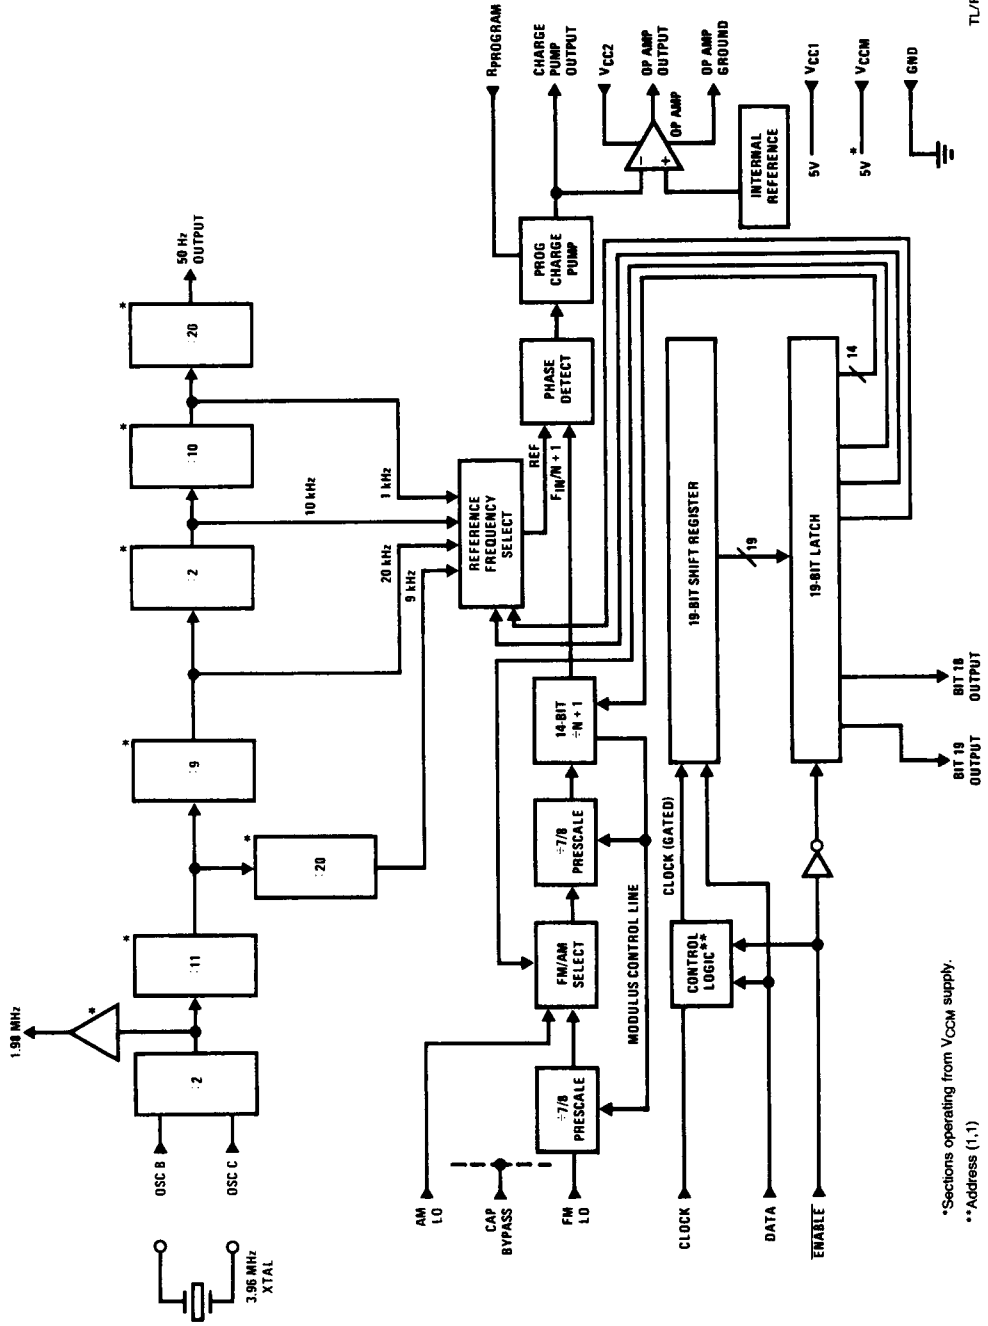 3.96 MHz
XTAL
OSC B
OSC C
÷2
1.98 MHz
*
÷11
*
÷20
*
÷9
*
÷2
*
÷10
*
÷20
*
50 Hz
OUTPUT
10 kHz
1 kHz
20 kHz
9 kHz
REFERENCE
FREQUENCY
SELECT
REF
FIN/N + 1
PHASE
DETECT
PROG
CHARGE
PUMP
RPROGRAM
CHARGE
PUMP
OUTPUT
VCC2
OP AMP
OUTPUT
OP AMP
GROUND
OP AMP
−
+
INTERNAL
REFERENCE
5V
VCC1
5V *
VCCM
GND
AM
LO
CAP
BYPASS
FM
LO
÷7/8
PRESCALE
FM/AM
SELECT
÷7/8
PRESCALE
14-BIT
÷N + 1
MODULUS CONTROL LINE
CLOCK
DATA
ENABLE
CONTROL
LOGIC**
CLOCK (GATED)
19-BIT SHIFT REGISTER
19
19-BIT LATCH
14
BIT 19
OUTPUT
BIT 18
OUTPUT
*Sections operating from VCCM supply.
**Address (1,1)